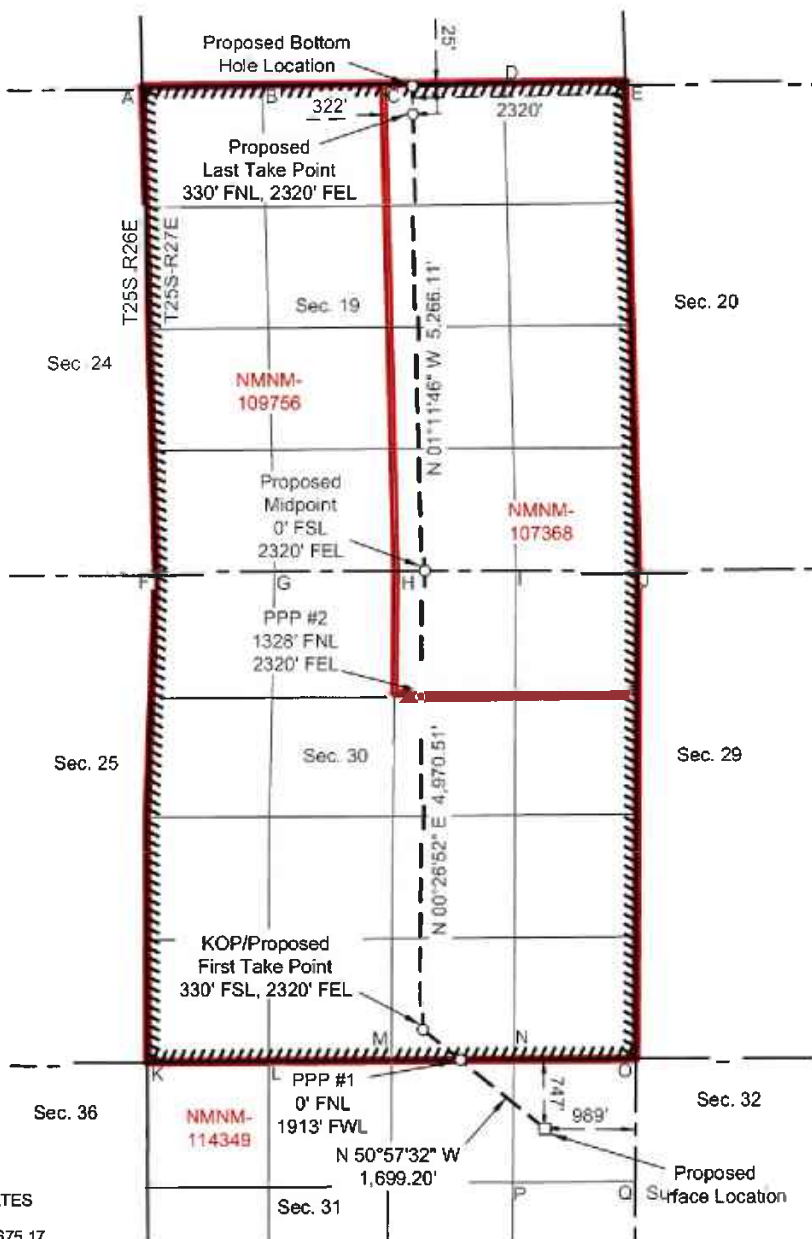 Proposed Bottom
Hole Location
25'
A
B
C
D
E
322'
2320'
Proposed
Last Take Point
330' FNL, 2320' FEL
T25S R26E
T25S-R27E
Sec. 19
N 01°11'46" W 5,266.11'
Sec. 20
Sec 24
NMNM-
109756
Proposed
Midpoint
0' FSL
2320' FEL
NMNM-
107368
F
G
H
I
J
PPP #2
1328' FNL
2320' FEL
Sec. 25
Sec. 30
N 00°26'52" E 4,970.51'
Sec. 29
KOP/Proposed
First Take Point
330' FSL, 2320' FEL
M
N
K
L
O
PPP #1
0' FNL
1913' FWL
747'
989'
Sec. 36
NMNM-
114349
Sec. 32
N 50°57'32" W
1,699.20'
Proposed
Surface Location
P
Q
Sec. 31
TES
675.17